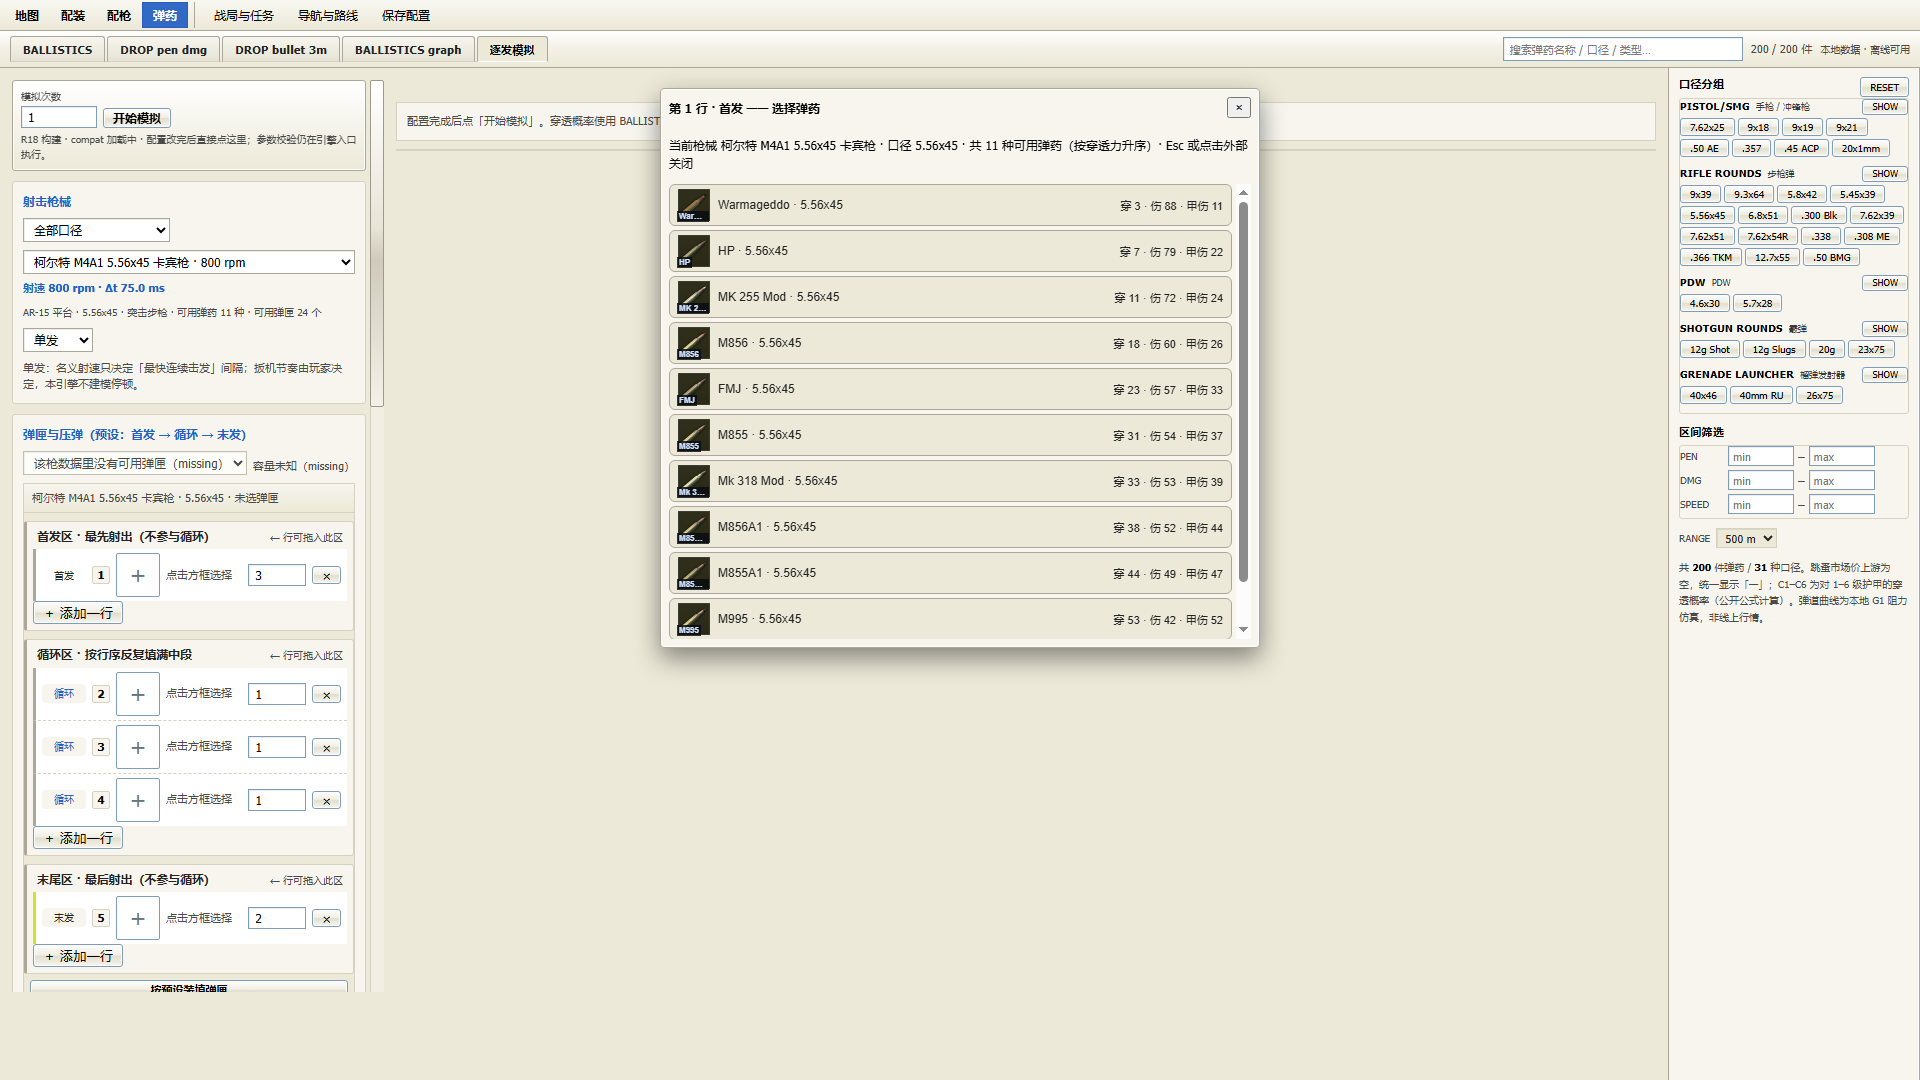 地图 配装 配枪 弹药 战局与任务 导航与路线 保存配置
BALLISTICS DROP pen dmg DROP bullet 3m BALLISTICS graph 逐发模拟
搜索弹药名称 / 口径 / 类型... 200 / 200 件 本地数据 · 离线可用
模拟次数
1 开始模拟
R18 构建 · compat 加载中 · 配置改完后直接点这里；参数校验仍在引擎入口
执行。
射击枪械
全部口径
柯尔特 M4A1 5.56x45 卡宾枪 · 800 rpm
射速 800 rpm · Δt 75.0 ms
AR-15 平台 · 5.56x45 · 突击步枪 · 可用弹药 11 种 · 可用弹匣 24 个
单发
单发：名义射速只决定「最快连续击发」间隔；扳机节奏由玩家决
定，本引擎不建模停顿。
弹匣与压弹（预设：首发 → 循环 → 末发）
该枪数据里没有可用弹匣（missing） 容量未知（missing）
柯尔特 M4A1 5.56x45 卡宾枪 · 5.56x45 · 未选弹匣
首发区 · 最先射出（不参与循环） ← 行可拖入此区
首发 1 + 点击方框选择 3 ×
+ 添加一行
循环区 · 按行序反复填满中段 ← 行可拖入此区
循环 2 + 点击方框选择 1 ×
循环 3 + 点击方框选择 1 ×
循环 4 + 点击方框选择 1 ×
+ 添加一行
末尾区 · 最后射出（不参与循环） ← 行可拖入此区
末发 5 + 点击方框选择 2 ×
+ 添加一行
按预设装填弹匣
配置完成后点「开始模拟」。穿透概率使用 BALLIST
第 1 行 · 首发 —— 选择弹药 ×
当前枪械 柯尔特 M4A1 5.56x45 卡宾枪 · 口径 5.56x45 · 共 11 种可用弹药（按穿透力升序） · Esc 或点击外部
关闭
War... Warmageddo · 5.56x45 穿 3 · 伤 88 · 甲伤 11
HP HP · 5.56x45 穿 7 · 伤 79 · 甲伤 22
MK 2... MK 255 Mod · 5.56x45 穿 11 · 伤 72 · 甲伤 24
M856 M856 · 5.56x45 穿 18 · 伤 60 · 甲伤 26
FMJ FMJ · 5.56x45 穿 23 · 伤 57 · 甲伤 33
M855 M855 · 5.56x45 穿 31 · 伤 54 · 甲伤 37
Mk 3... Mk 318 Mod · 5.56x45 穿 33 · 伤 53 · 甲伤 39
M85... M856A1 · 5.56x45 穿 38 · 伤 52 · 甲伤 44
M85... M855A1 · 5.56x45 穿 44 · 伤 49 · 甲伤 47
M995 M995 · 5.56x45 穿 53 · 伤 42 · 甲伤 52
口径分组 RESET
PISTOL/SMG 手枪 / 冲锋枪 SHOW
7.62x25 9x18 9x19 9x21
.50 AE .357 .45 ACP 20x1mm
RIFLE ROUNDS 步枪弹 SHOW
9x39 9.3x64 5.8x42 5.45x39
5.56x45 6.8x51 .300 Blk 7.62x39
7.62x51 7.62x54R .338 .308 ME
.366 TKM 12.7x55 .50 BMG
PDW PDW SHOW
4.6x30 5.7x28
SHOTGUN ROUNDS 霰弹 SHOW
12g Shot 12g Slugs 20g 23x75
GRENADE LAUNCHER 榴弹发射器 SHOW
40x46 40mm RU 26x75
区间筛选
PEN min — max
DMG min — max
SPEED min — max
RANGE 500 m
共 200 件弹药 / 31 种口径。跳蚤市场价上游为
空，统一显示「—」；C1–C6 为对 1–6 级护甲的穿
透概率（公开公式计算）。弹道曲线为本地 G1 阻力
仿真，非线上行情。